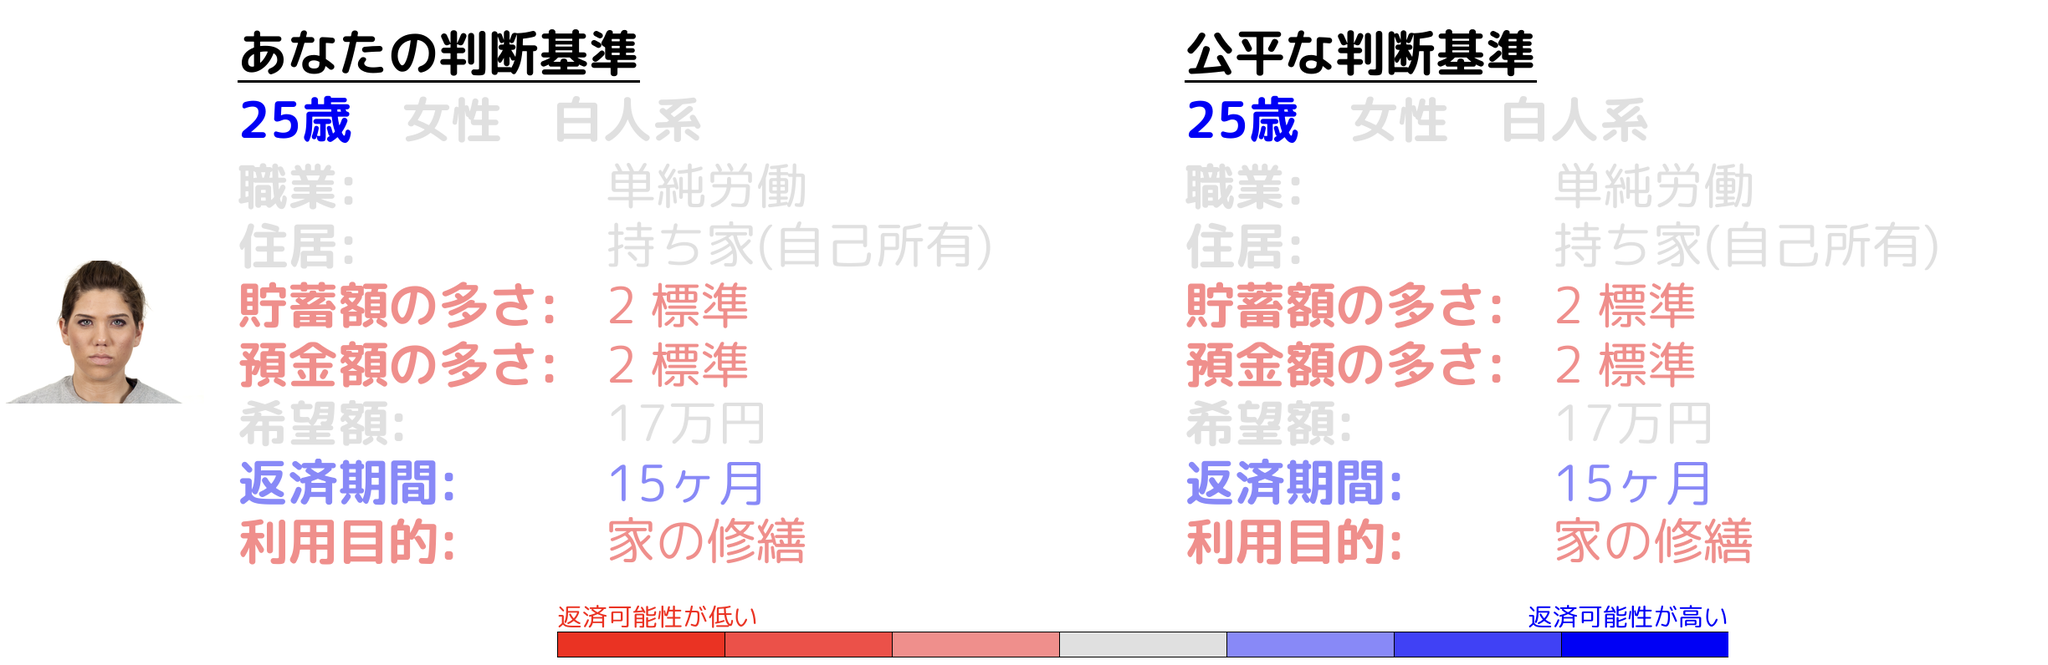 あなたの判断基準
25歳 女性 白人系
職業: 単純労働
住居: 持ち家(自己所有)
貯蓄額の多さ: 2 標準
預金額の多さ: 2 標準
希望額: 17万円
返済期間: 15ヶ月
利用目的: 家の修繕
公平な判断基準
25歳 女性 白人系
職業: 単純労働
住居: 持ち家(自己所有)
貯蓄額の多さ: 2 標準
預金額の多さ: 2 標準
希望額: 17万円
返済期間: 15ヶ月
利用目的: 家の修繕
返済可能性が低い
返済可能性が高い